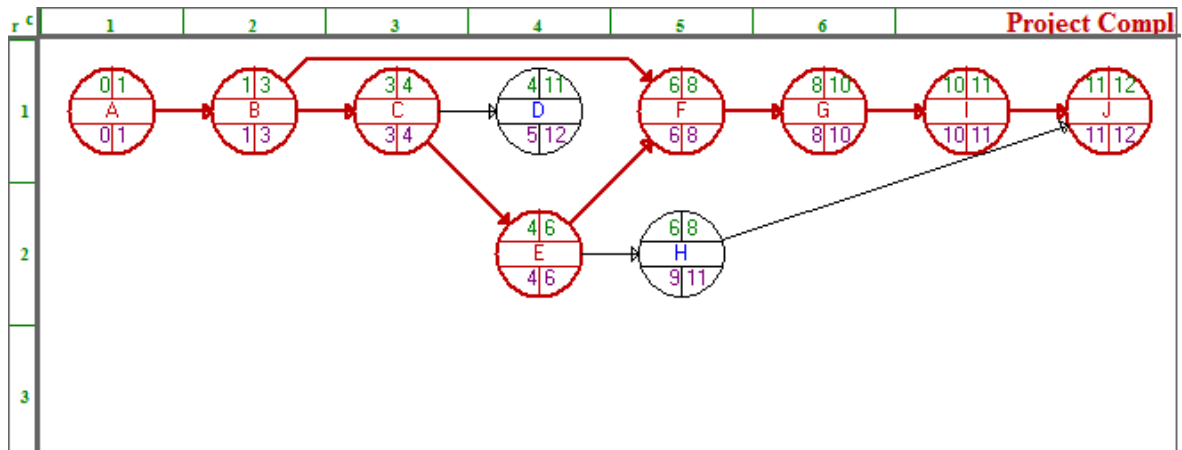 r c 1 2 3 4 5 6 Project Compl
0 1 1 3 3 4 4 11 6 8 8 10 10 11 11 12
1 A B C D F G I J
0 1 1 3 3 4 5 12 6 8 8 10 10 11 11 12
4 6 6 8
2 E H
4 6 9 11
3